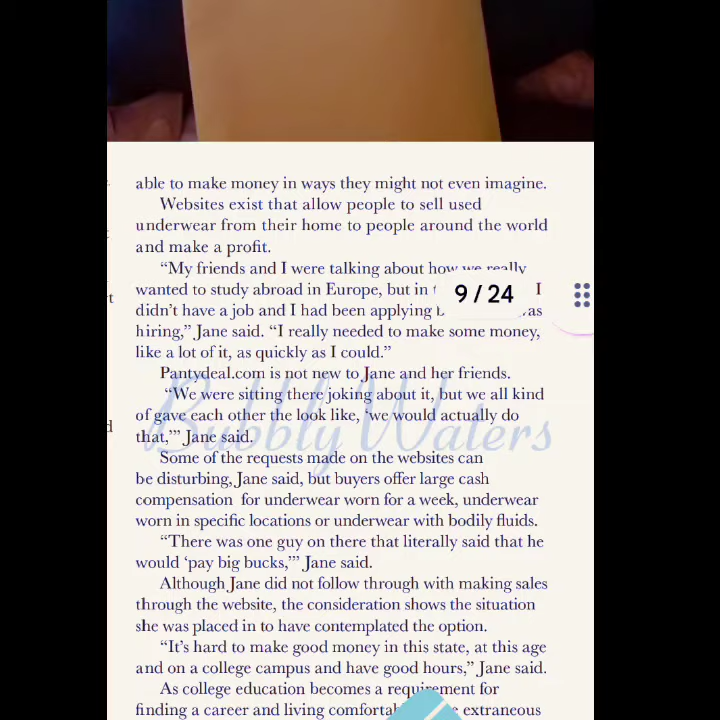 able to make money in ways they might not even imagine.
Websites exist that allow people to sell used
underwear from their home to people around the world
and make a profit.
“My friends and I were talking about how we really
wanted to study abroad in Europe, but in I
didn’t have a job and I had been applying
hiring,” Jane said. “I really needed to make some money,
like a lot of it, as quickly as I could.”
Pantydeal.com is not new to Jane and her friends.
“We were sitting there joking about it, but we all kind
of gave each other the look like, ‘we would actually do
that,’” Jane said.
Some of the requests made on the websites can
be disturbing, Jane said, but buyers offer large cash
compensation for underwear worn for a week, underwear
worn in specific locations or underwear with bodily fluids.
“There was one guy on there that literally said that he
would ‘pay big bucks,’” Jane said.
Although Jane did not follow through with making sales
through the website, the consideration shows the situation
she was placed in to have contemplated the option.
“It’s hard to make good money in this state, at this age
and on a college campus and have good hours,” Jane said.
As college education becomes a requirement for
finding a career and living extraneous
9 / 24
Bubbly Waters